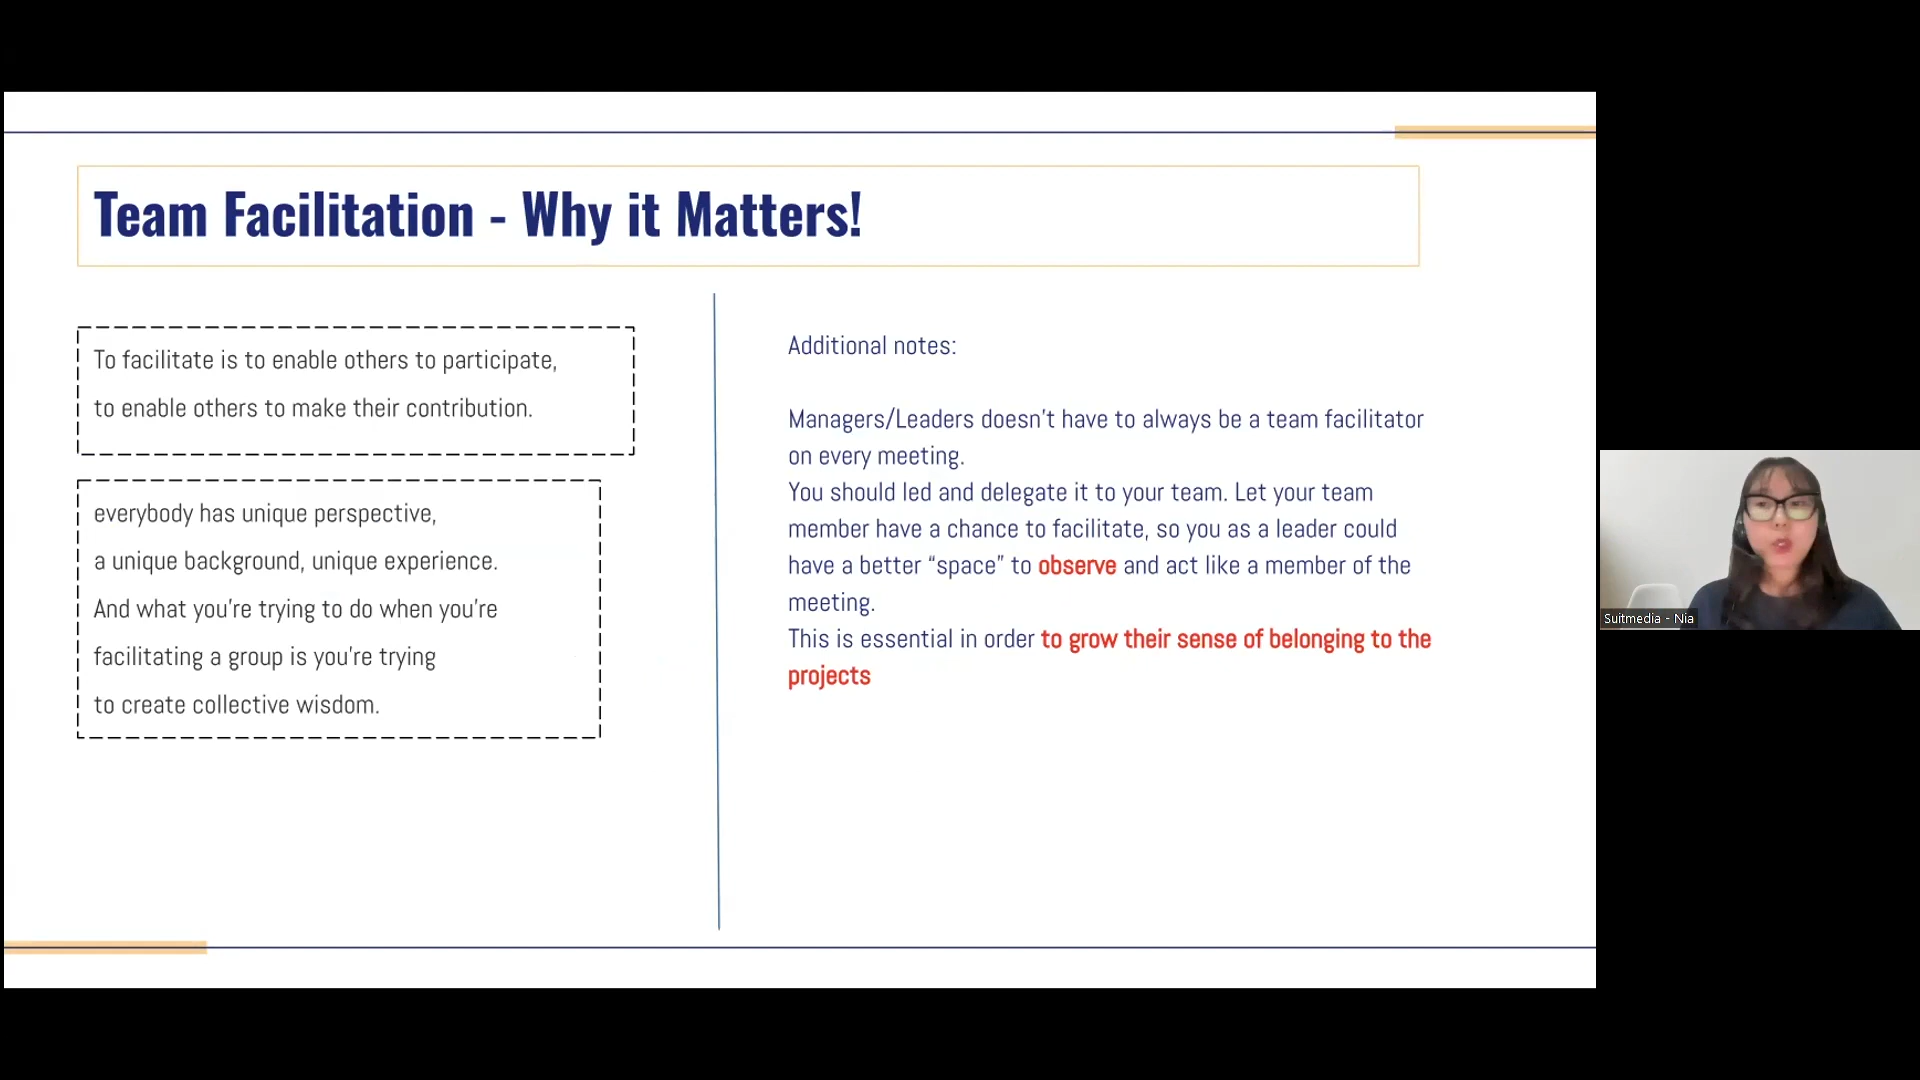 Team Facilitation - Why it Matters!
To facilitate is to enable others to participate,
to enable others to make their contribution.
everybody has unique perspective,
a unique background, unique experience.
And what you're trying to do when you're
facilitating a group is you're trying
to create collective wisdom.
Additional notes:
Managers/Leaders doesn't have to always be a team facilitator
on every meeting.
You should led and delegate it to your team. Let your team
member have a chance to facilitate, so you as a leader could
have a better “space” to observe and act like a member of the
meeting.
This is essential in order to grow their sense of belonging to the
projects
Suitmedia - Nia